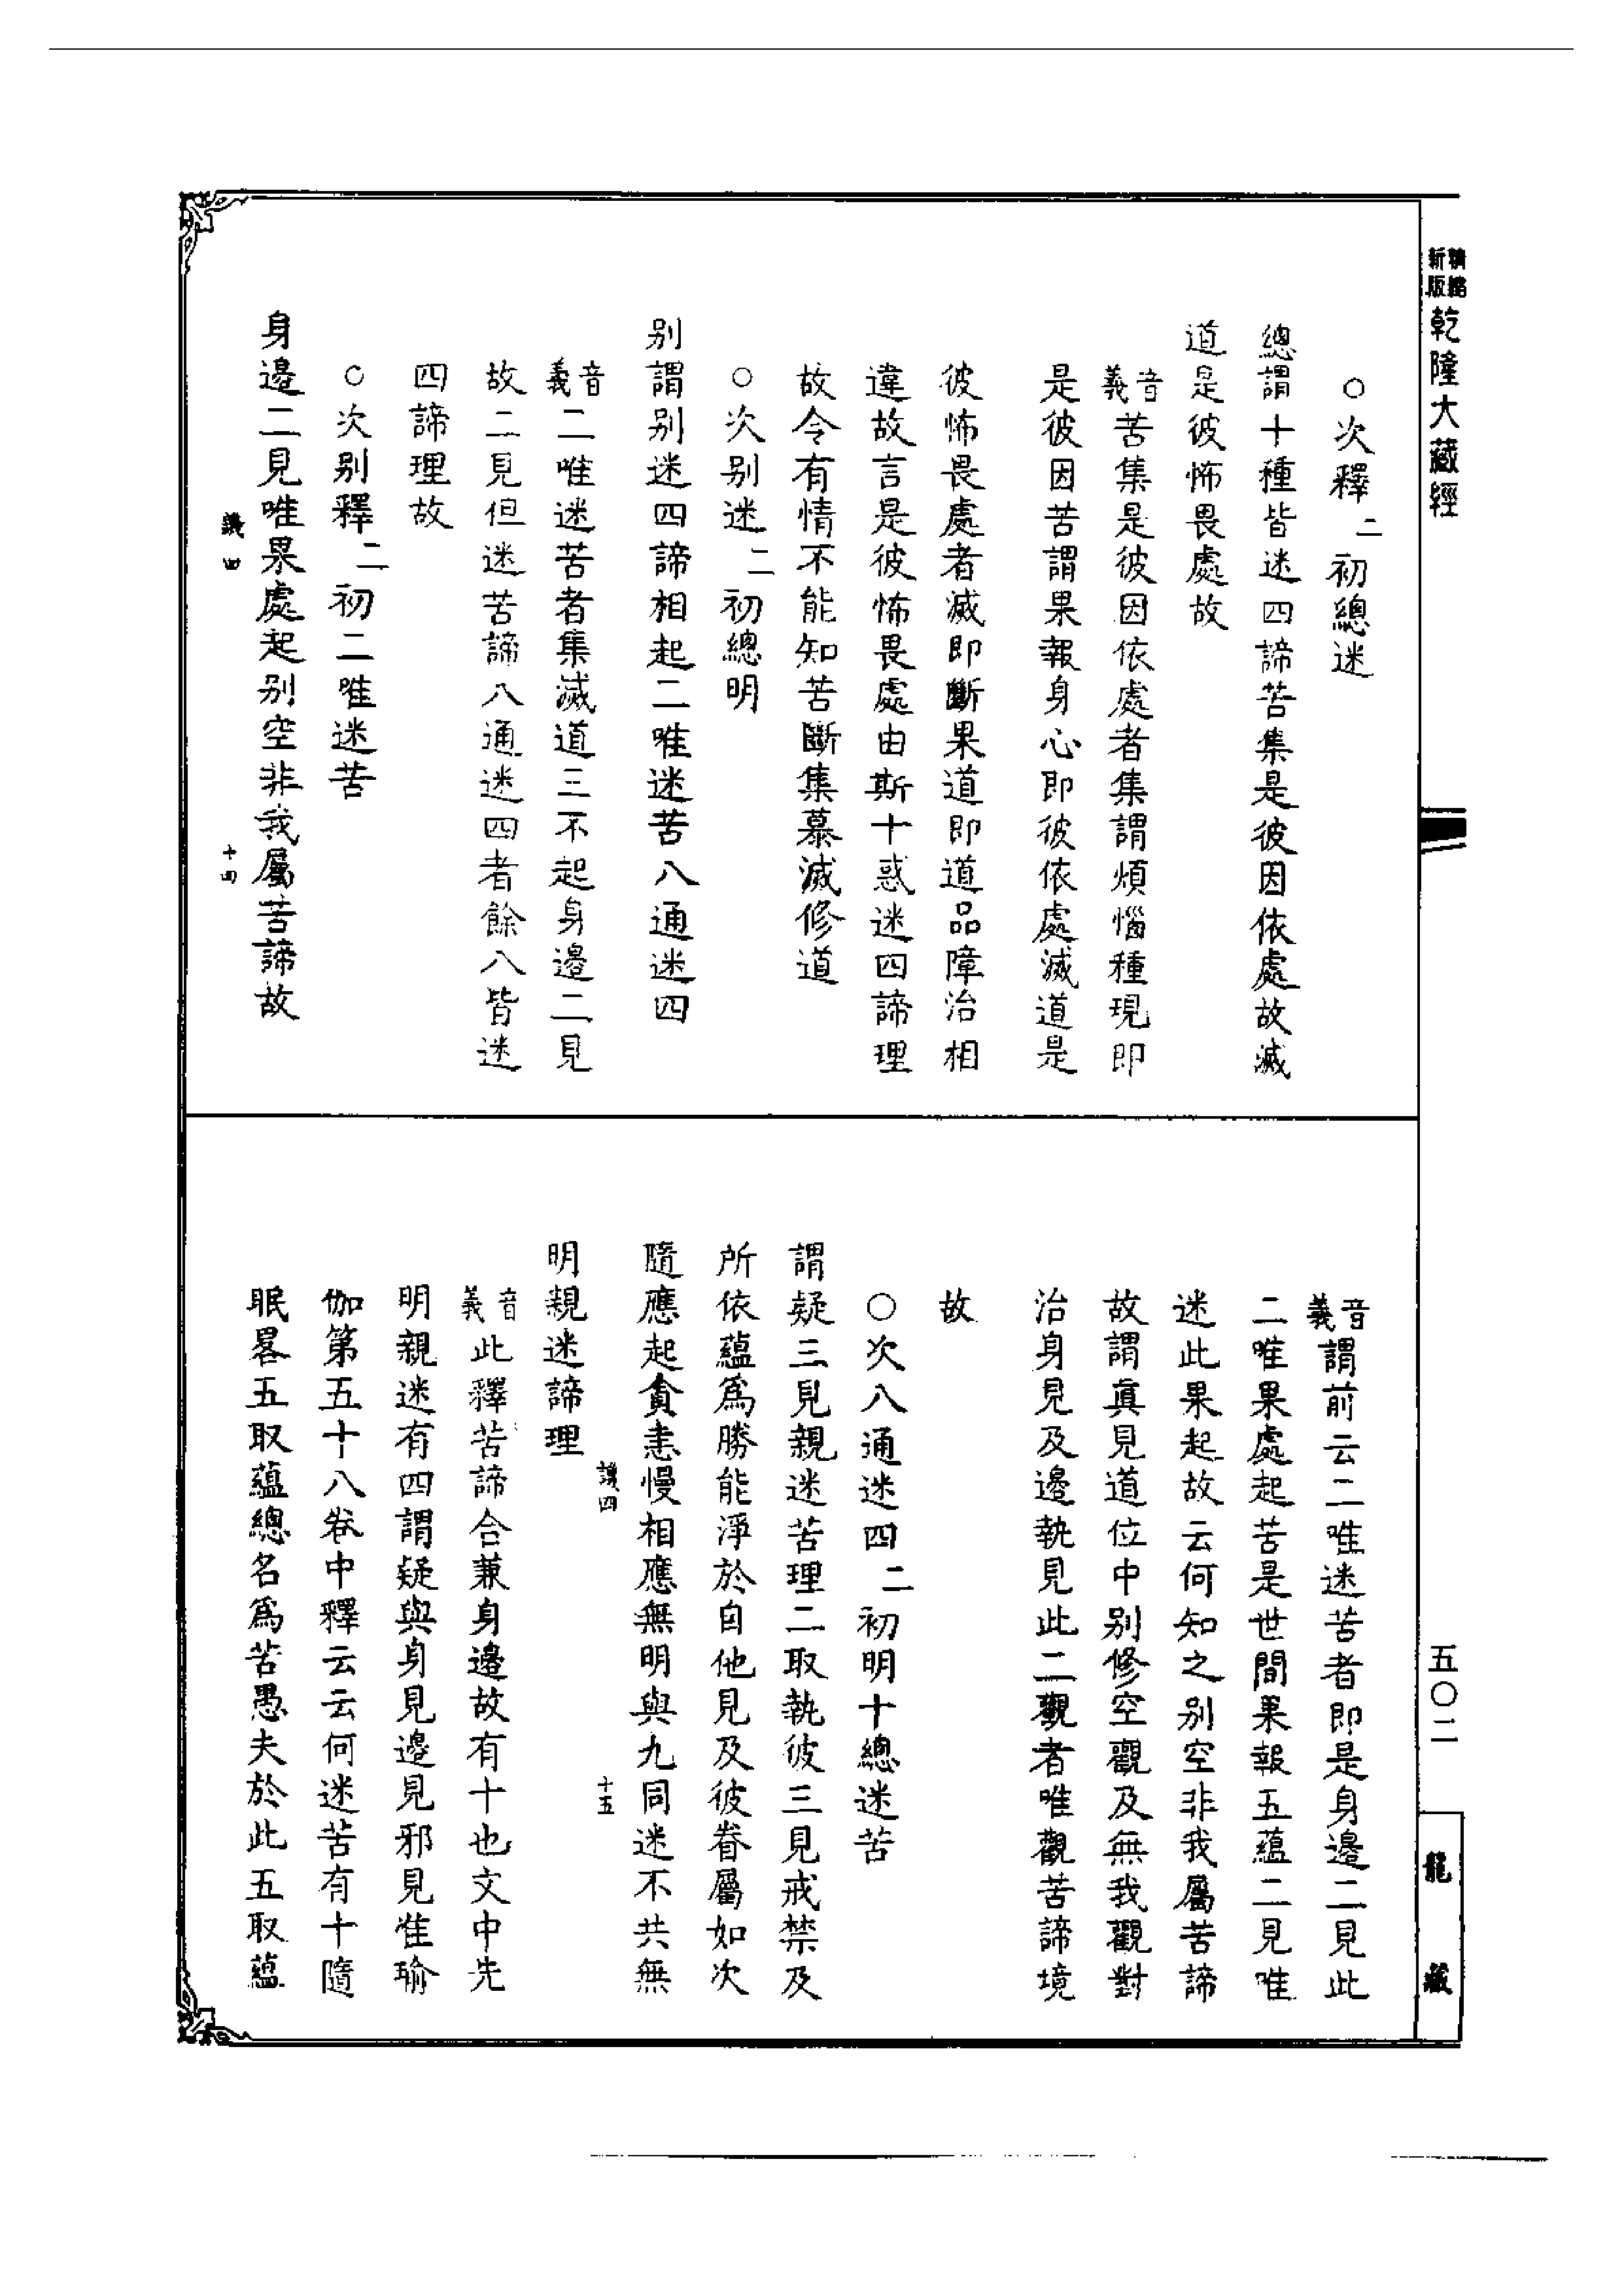 精縮
新版
乾隆大藏經
五〇二
龍藏
○次釋二初總迷
總謂十種皆迷四諦苦集是彼因依處故滅
道是彼怖畏處故
音義苦集是彼因依處者集謂煩惱種現即
是彼因苦謂果報身心即彼依處滅道是
彼怖畏處者滅即斷果道即道品障治相
違故言是彼怖畏處由斯十惑迷四諦理
故令有情不能知苦斷集慕滅修道
○次别迷二初總明
别謂别迷四諦相起二唯迷苦八通迷四
音義二唯迷苦者集滅道三不起身邊二見
故二見但迷苦諦八通迷四者餘八皆迷
四諦理故
○次别釋二初二唯迷苦
身邊二見唯果處起别空非我屬苦諦故
議四
十四
音義謂前云二唯迷苦者即是身邊二見此
二唯果處起苦是世間果報五蘊二見唯
迷此果起故云何知之别空非我屬苦諦
故謂真見道位中别修空觀及無我觀對
治身見及邊執見此二觀者唯觀苦諦境
故
○次八通迷四二初明十總迷苦
謂疑三見親迷苦理二取執彼三見戒禁及
所依蘊爲勝能淨於自他見及彼眷屬如次
隨應起貪恚慢相應無明與九同迷不共無
議四
十五
明親迷諦理
音義此釋苦諦合兼身邊故有十也文中先
明親迷有四謂疑與身見邊見邪見准瑜
伽第五十八卷中釋云云何迷苦有十隨
眠畧五取蘊總名爲苦愚夫於此五取蘊